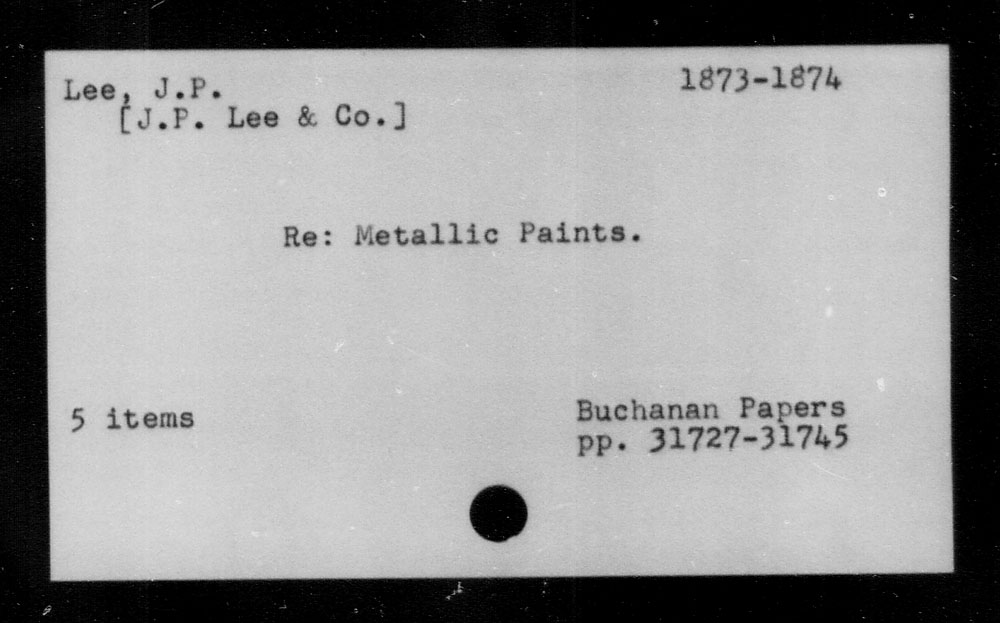 Lee, J.P.
[J.P. Lee & Co.]
1873-1874
Re: Metallic Paints.
5 items
Buchanan Papers
pp. 31727-31745